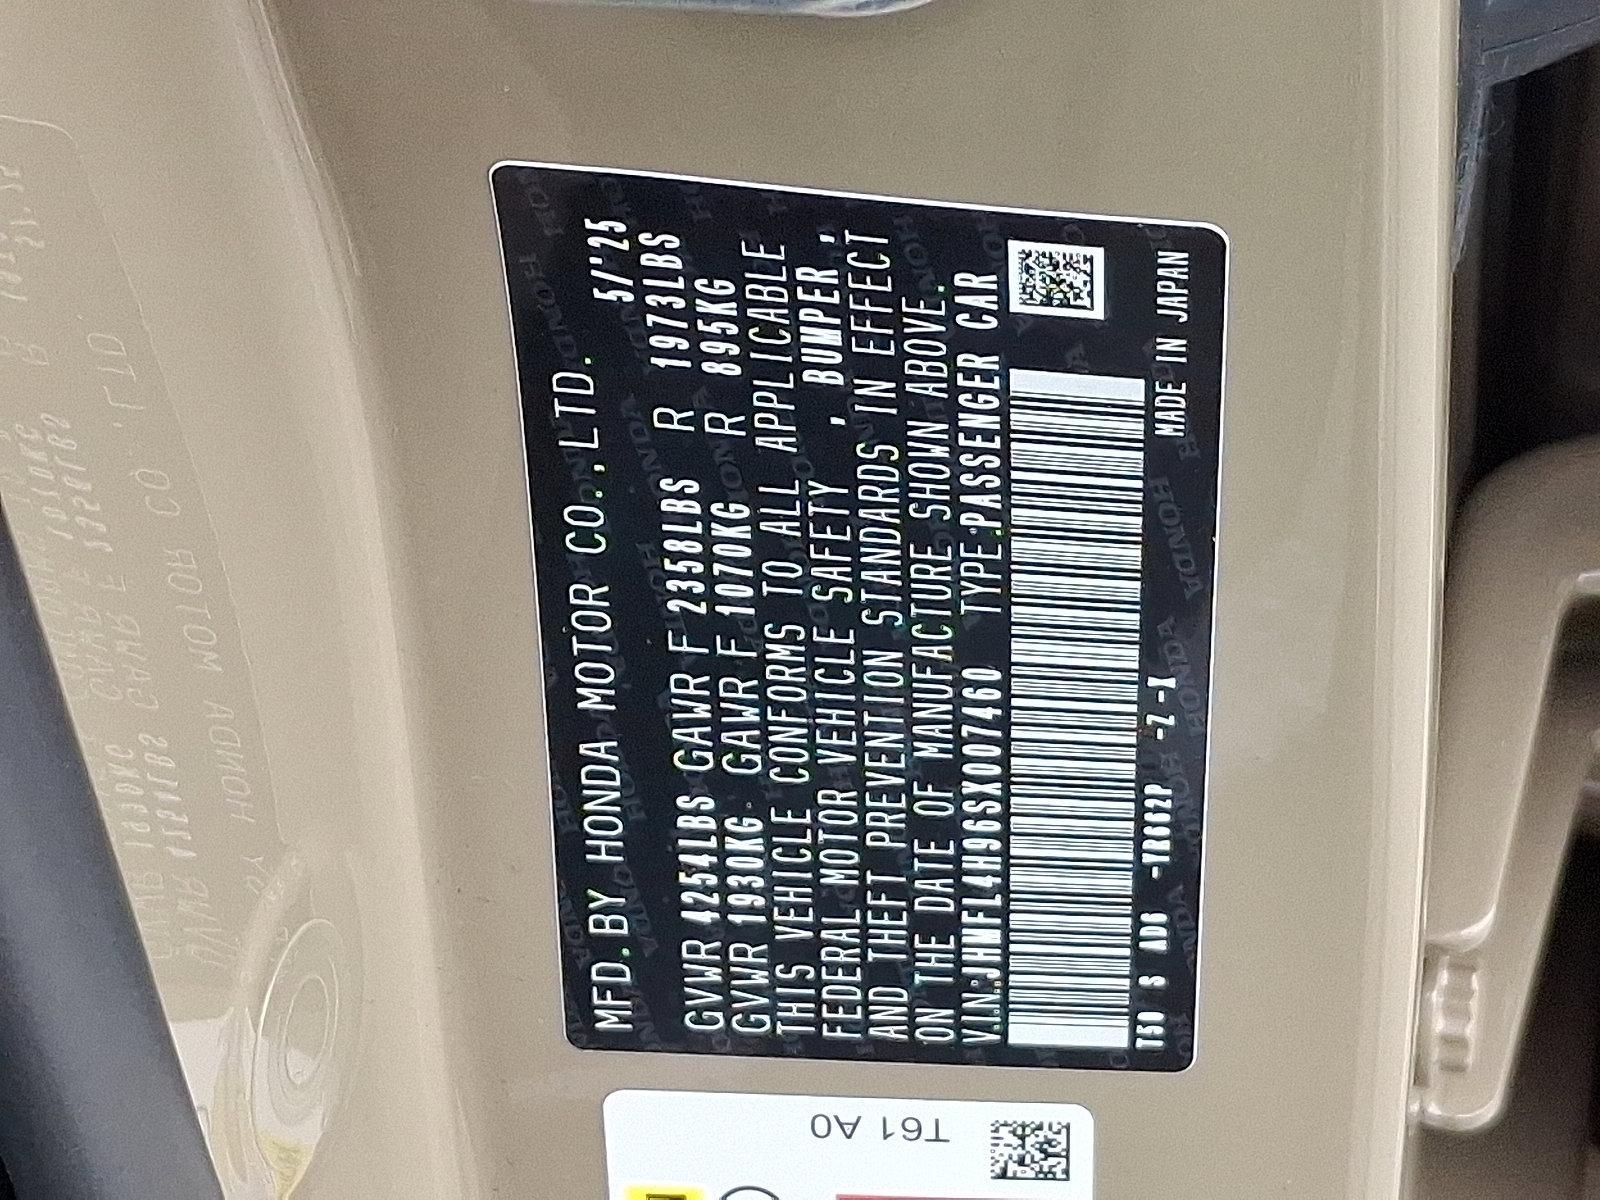 MFD.BY HONDA MOTOR CO.,LTD. 5/'25
GVWR 4254LBS GAWR F 2358LBS R 1973LBS
GVWR 1930KG GAWR F 1070KG R 895KG
THIS VEHICLE CONFORMS TO ALL APPLICABLE
FEDERAL MOTOR VEHICLE SAFETY , BUMPER ,
AND THEFT PREVENTION STANDARDS IN EFFECT
ON THE DATE OF MANUFACTURE SHOWN ABOVE.
V.I.N:JHMFL4H96SX007460 TYPE:PASSENGER CAR
T50 S AD6 -YR662P -Z-A
MADE IN JAPAN
T61 A0